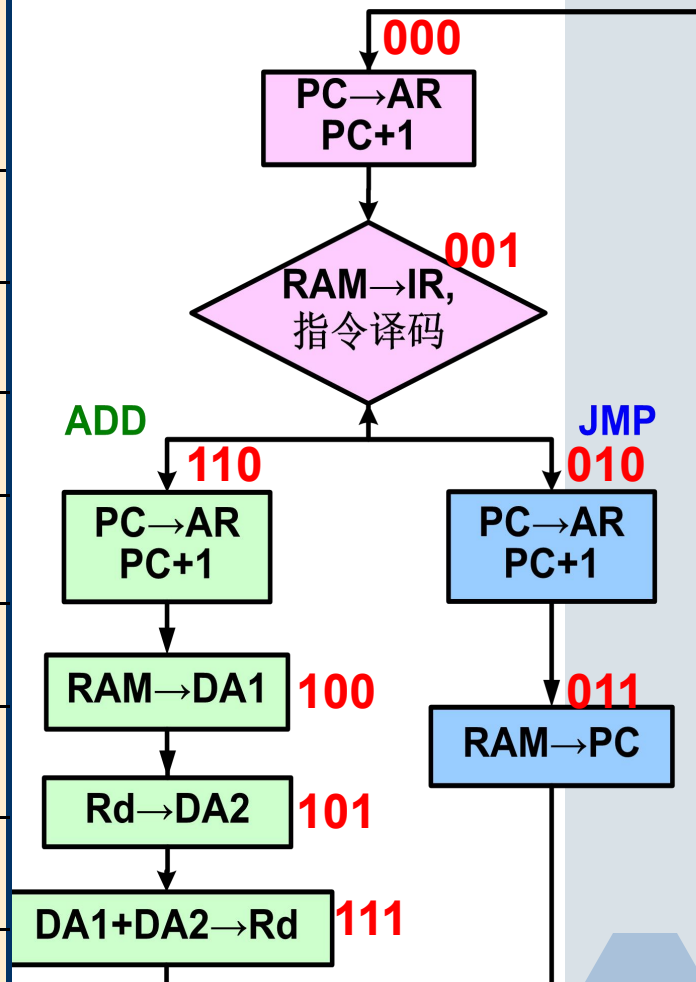 000
PC→AR
PC+1
001
RAM→IR,
指令译码
ADD
JMP
110
010
PC→AR
PC+1
PC→AR
PC+1
RAM→DA1
100
011
RAM→PC
Rd→DA2
101
DA1+DA2→Rd
111